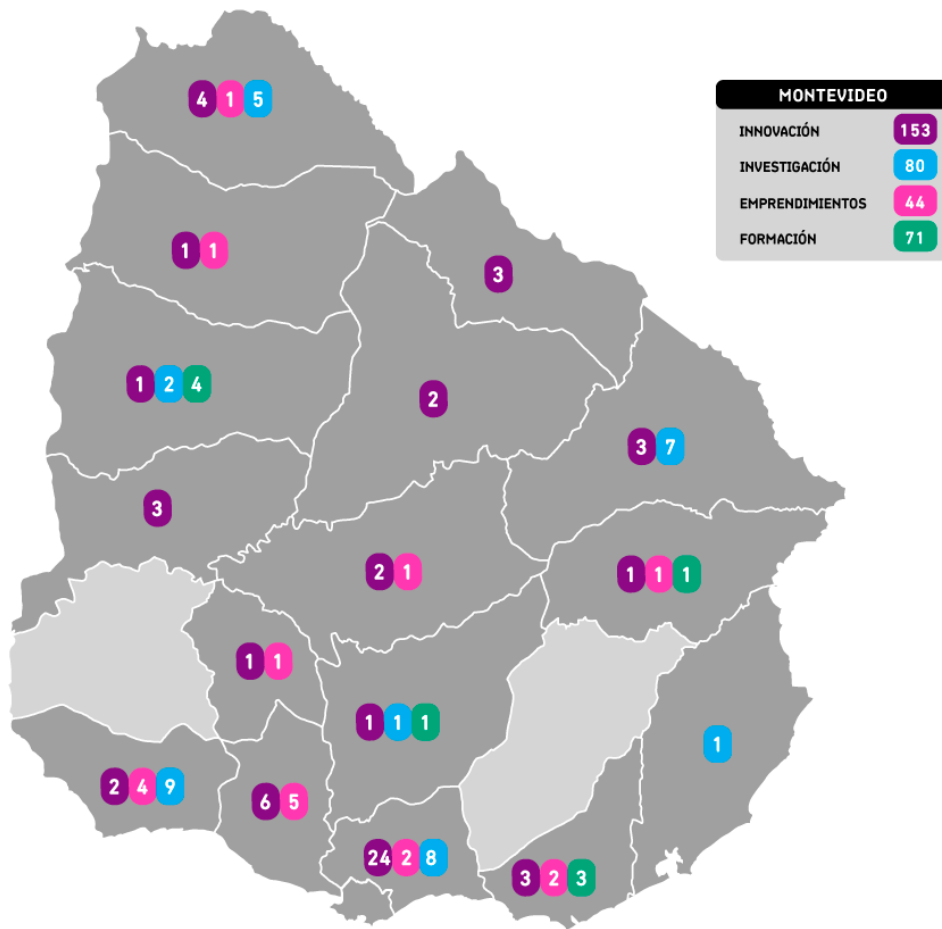 4 1 5
MONTEVIDEO
INNOVACIÓN 153
INVESTIGACIÓN 80
EMPRENDIMIENTOS 44
FORMACIÓN 71
1 1
3
1 2 4
2
3 7
3
2 1
1 1 1
1 1
1 1 1
1
2 4 9
6 5
24 2 8
3 2 3